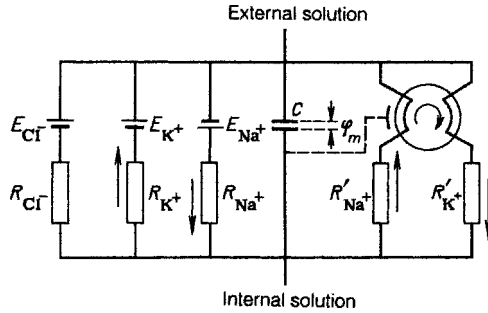 External solution
E_Cl⁻ E_K⁺ E_Na⁺ C φ_m
R_Cl⁻ R_K⁺ R_Na⁺ R′_Na⁺ R′_K⁺
Internal solution